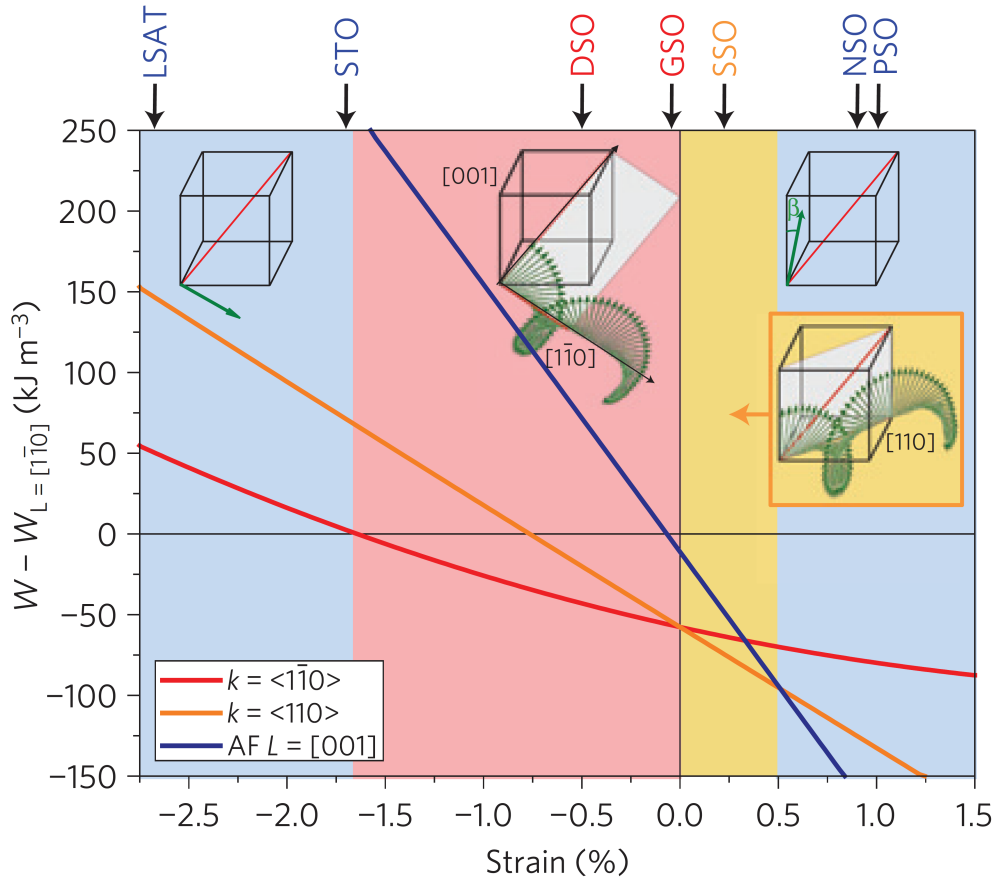 LSAT
STO
DSO
GSO
SSO
NSO
PSO
250
200
150
100
50
0
−50
−100
−150
W − W L = [11̄0] (kJ m⁻³)
[001]
[11̄0]
β
[110]
k = <11̄0>
k = <110>
AF L = [001]
−2.5
−2.0
−1.5
−1.0
−0.5
0.0
0.5
1.0
1.5
Strain (%)